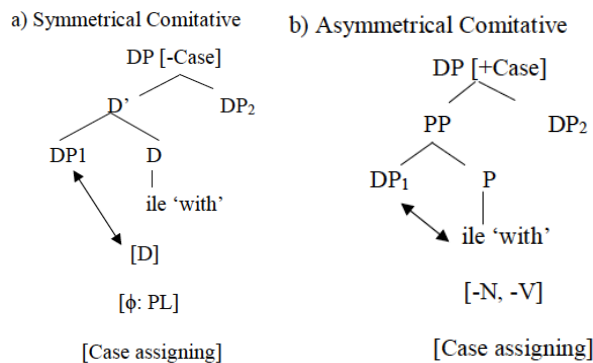 a) Symmetrical Comitative
DP [-Case]
D’ DP2
DP1 D
ile ‘with’
[D]
[ϕ: PL]
[Case assigning]
b) Asymmetrical Comitative
DP [+Case]
PP DP₂
DP₁ P
ile ‘with’
[-N, -V]
[Case assigning]